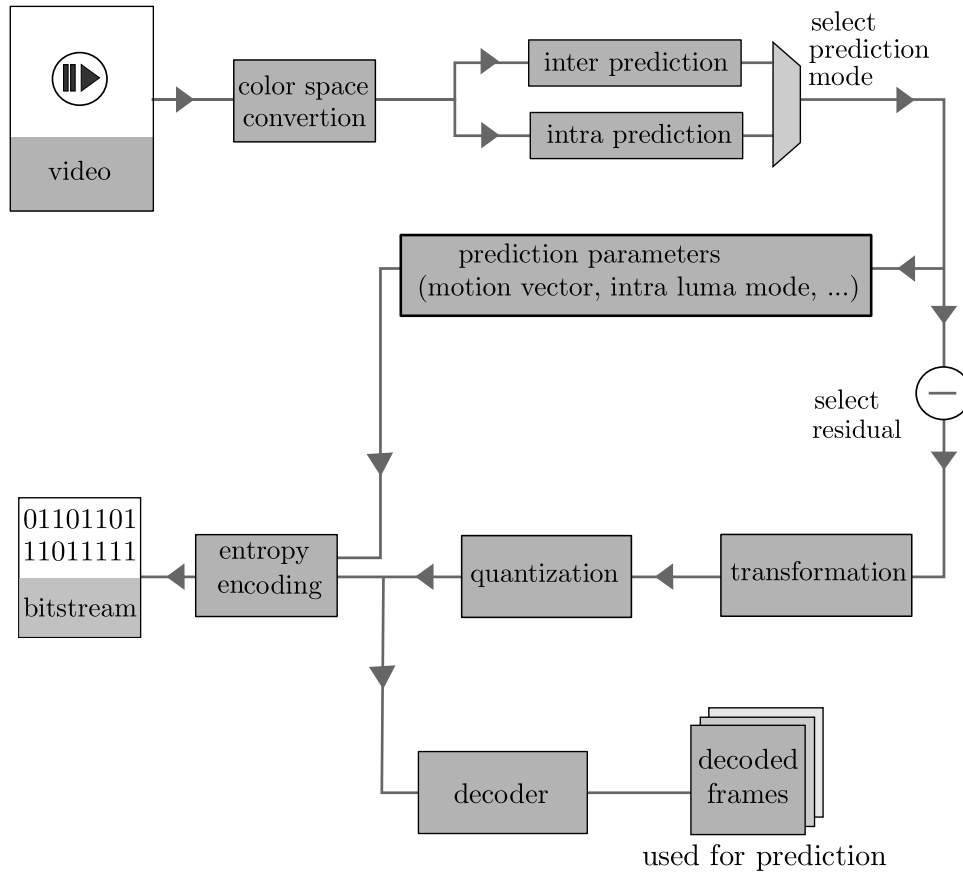 select
prediction
mode
inter prediction
color space
convertion
intra prediction
video
prediction parameters
(motion vector, intra luma mode, ...)
select
residual
01101101
11011111
bitstream
entropy
encoding
quantization
transformation
decoder
decoded
frames
used for prediction